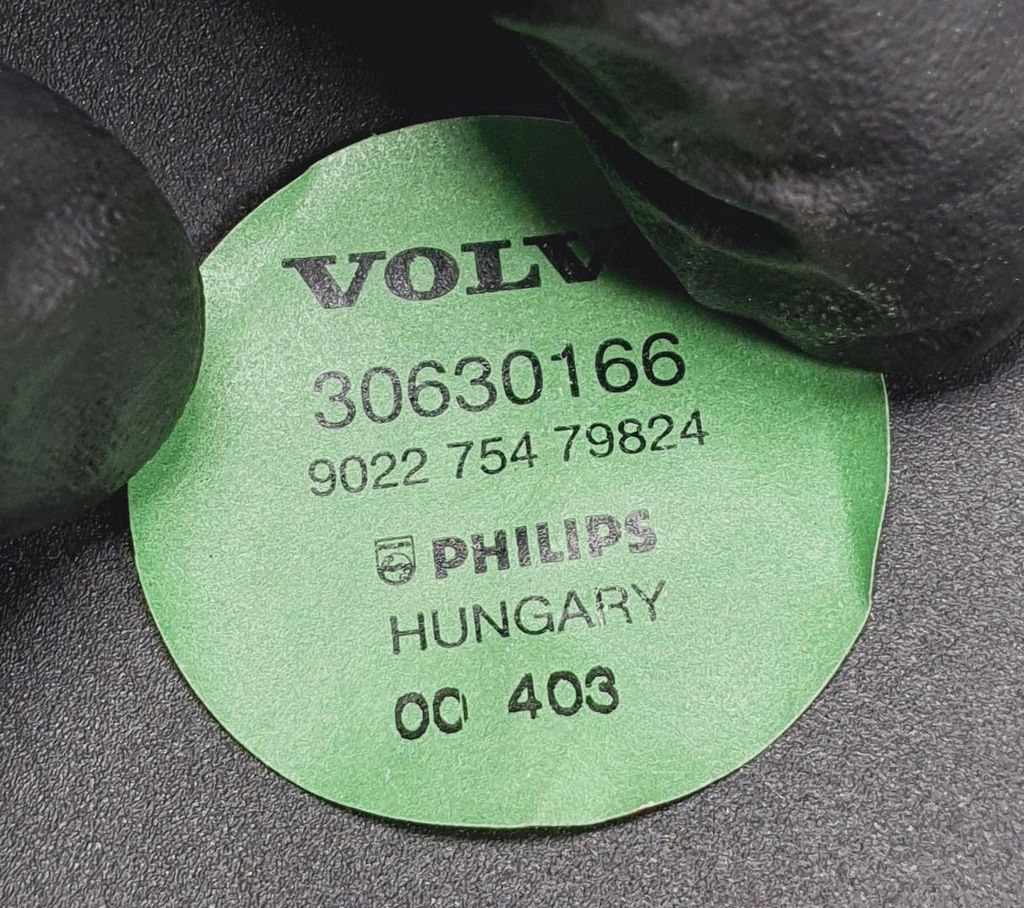 VOLV
30630166
9022 754 79824
PHILIPS
HUNGARY
00 403